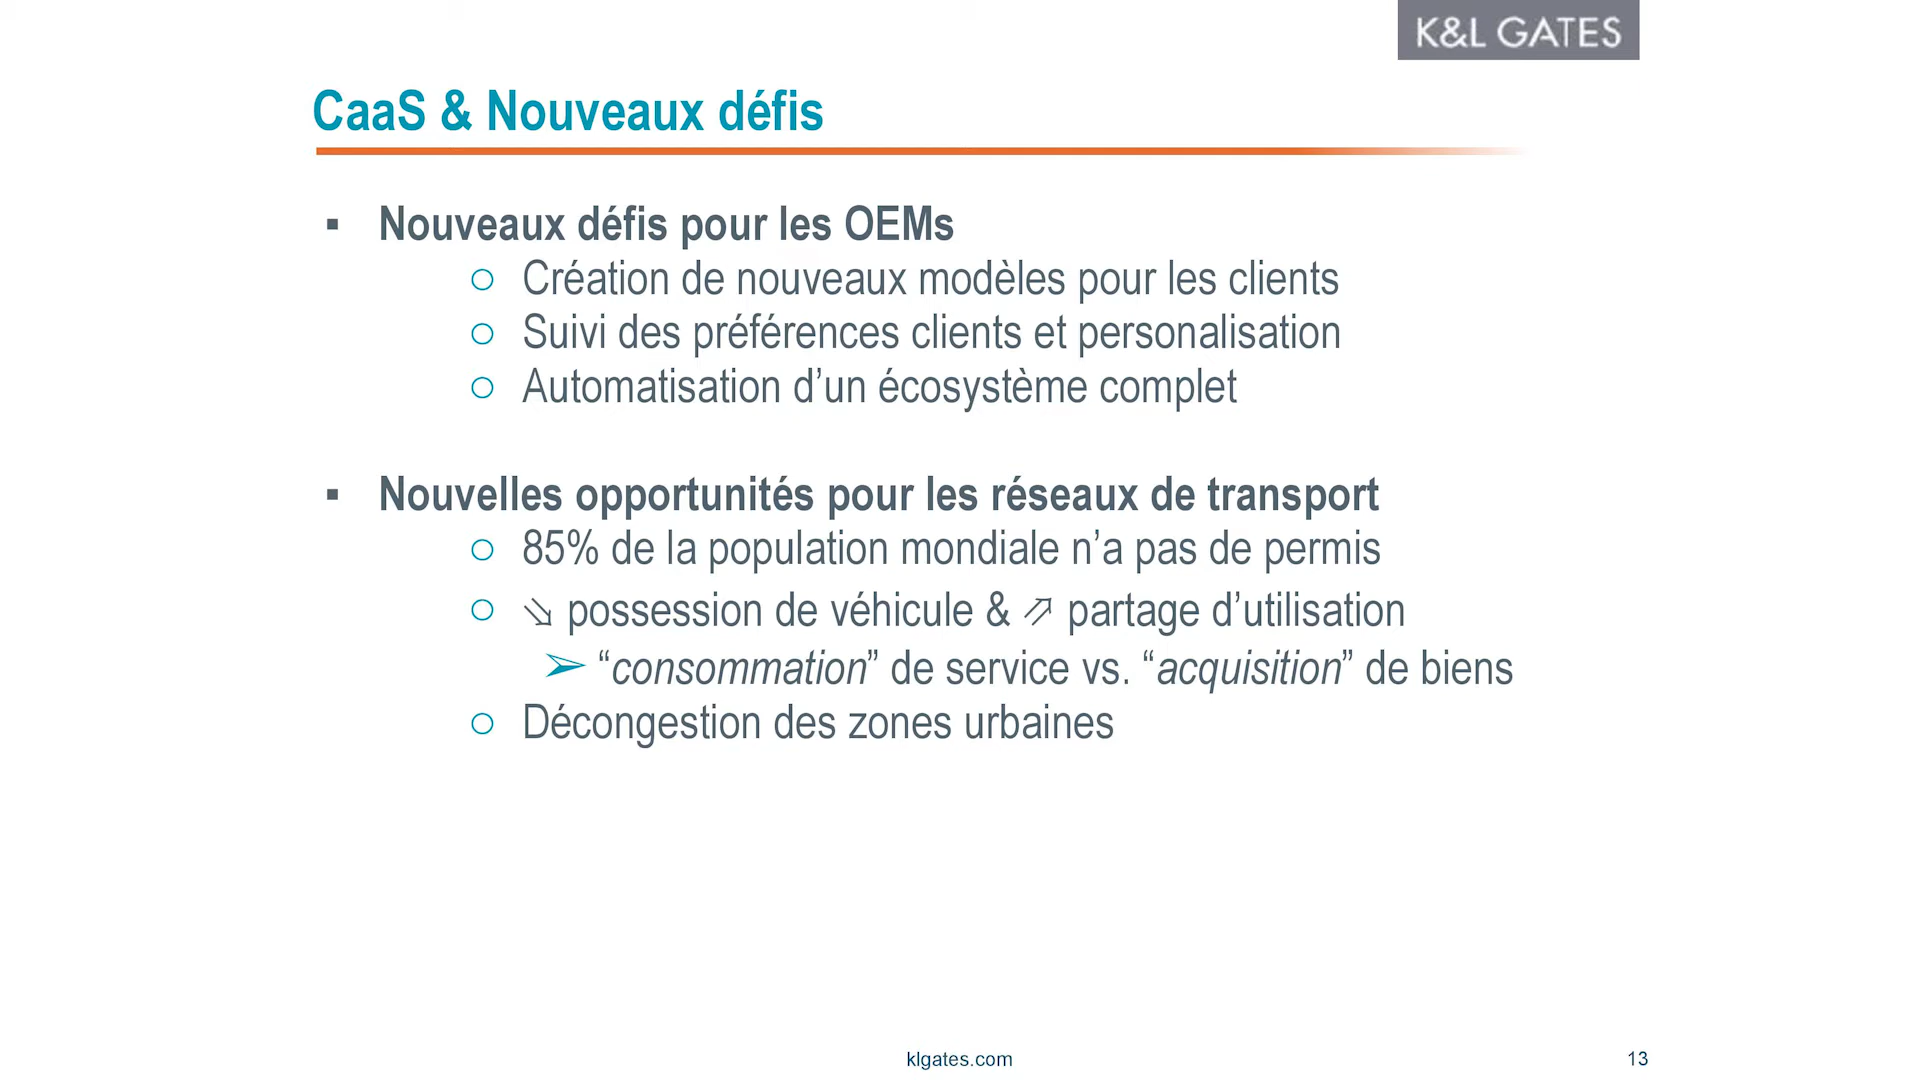 K&L GATES
CaaS & Nouveaux défis
▪ Nouveaux défis pour les OEMs
○ Création de nouveaux modèles pour les clients
○ Suivi des préférences clients et personalisation
○ Automatisation d’un écosystème complet
▪ Nouvelles opportunités pour les réseaux de transport
○ 85% de la population mondiale n’a pas de permis
○ ⇘ possession de véhicule & ⇗ partage d’utilisation
➢ “consommation” de service vs. “acquisition” de biens
○ Décongestion des zones urbaines
klgates.com
13